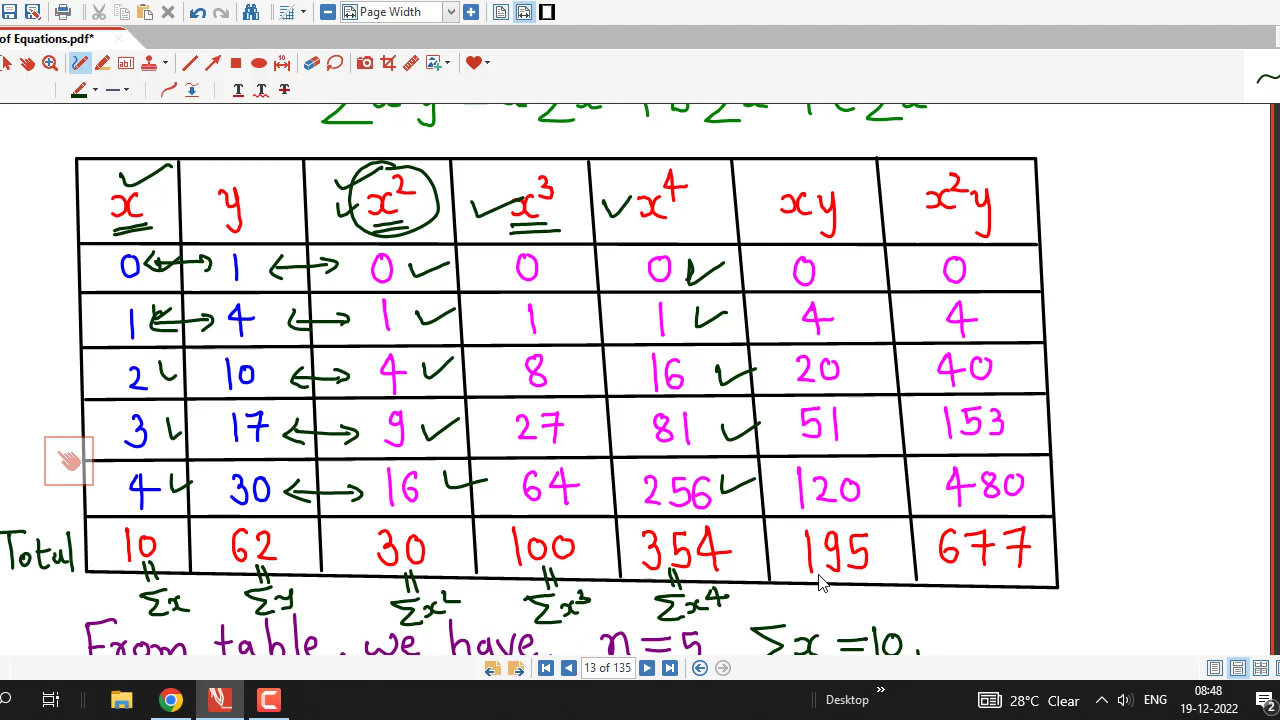 Page Width
of Equations.pdf*
x y x² x³ x⁴ xy x²y
0 1 0 0 0 0 0
1 4 1 1 1 4 4
2 10 4 8 16 20 40
3 17 9 27 81 51 153
4 30 16 64 256 120 480
Total 10 62 30 100 354 195 677
Σx Σy Σx² Σx³ Σx⁴
From table, we have, n=5 Σx=10,
13 of 135
Desktop » 28°C Clear ENG 08:48
19-12-2022 2